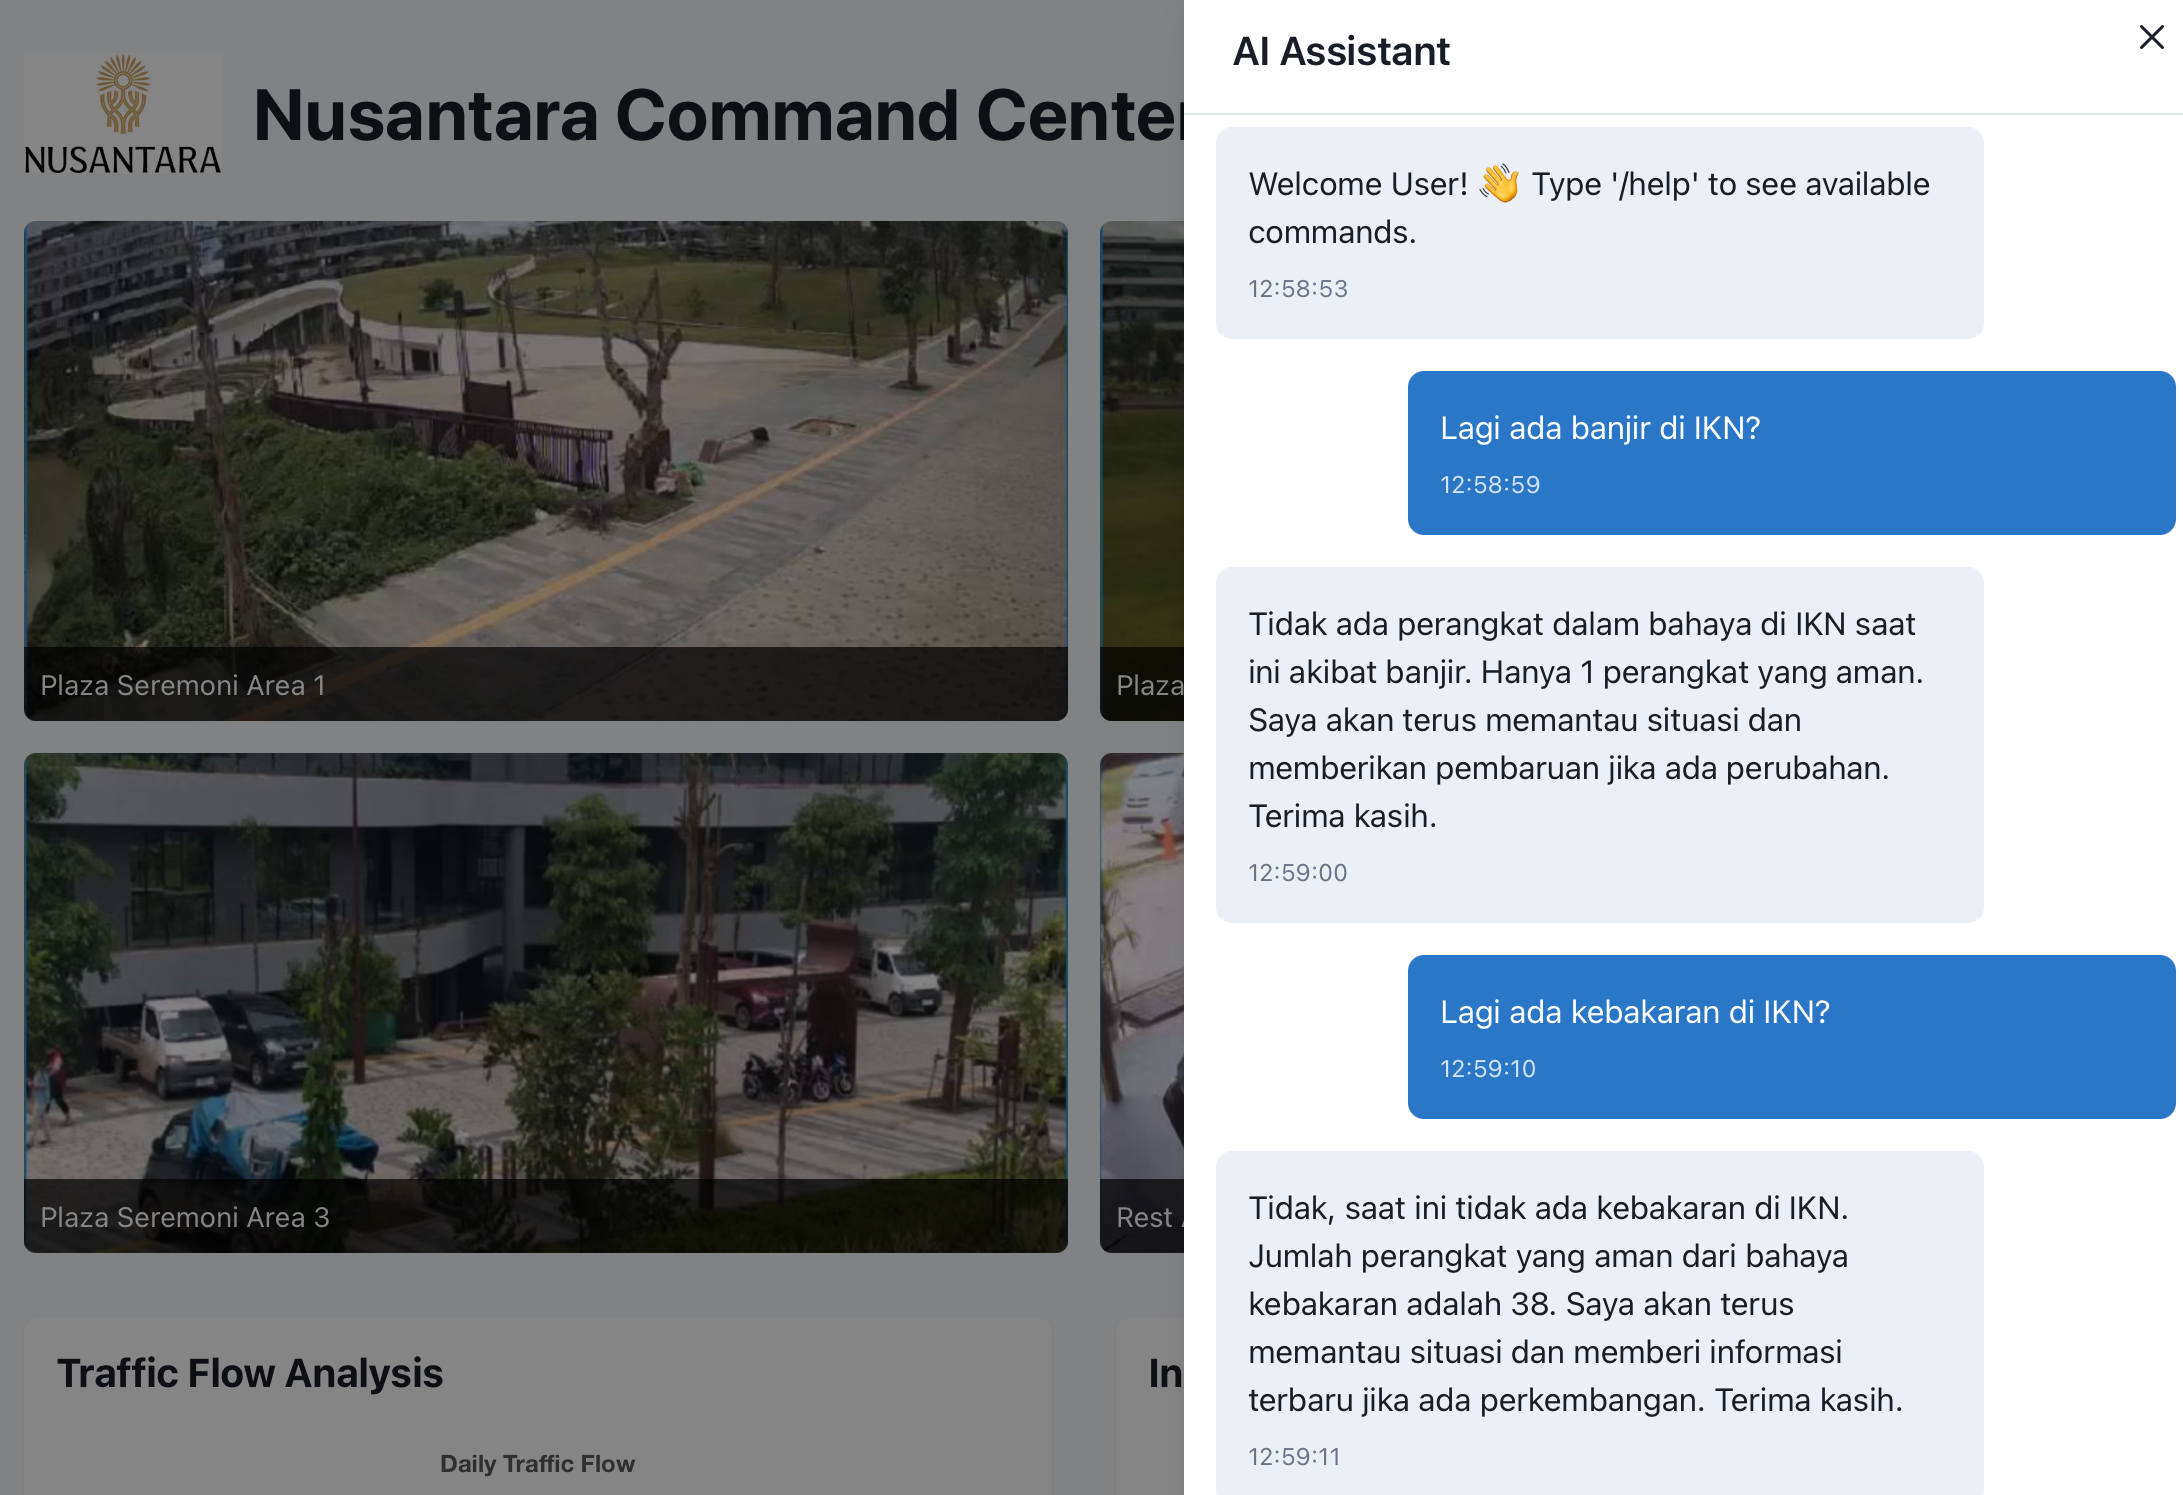 NUSANTARA
Nusantara Command Center
Plaza Seremoni Area 1
Plaza
Plaza Seremoni Area 3
Rest
Traffic Flow Analysis
Daily Traffic Flow
In
AI Assistant
Welcome User! 👋 Type '/help' to see available
commands.
12:58:53
Lagi ada banjir di IKN?
12:58:59
Tidak ada perangkat dalam bahaya di IKN saat
ini akibat banjir. Hanya 1 perangkat yang aman.
Saya akan terus memantau situasi dan
memberikan pembaruan jika ada perubahan.
Terima kasih.
12:59:00
Lagi ada kebakaran di IKN?
12:59:10
Tidak, saat ini tidak ada kebakaran di IKN.
Jumlah perangkat yang aman dari bahaya
kebakaran adalah 38. Saya akan terus
memantau situasi dan memberi informasi
terbaru jika ada perkembangan. Terima kasih.
12:59:11